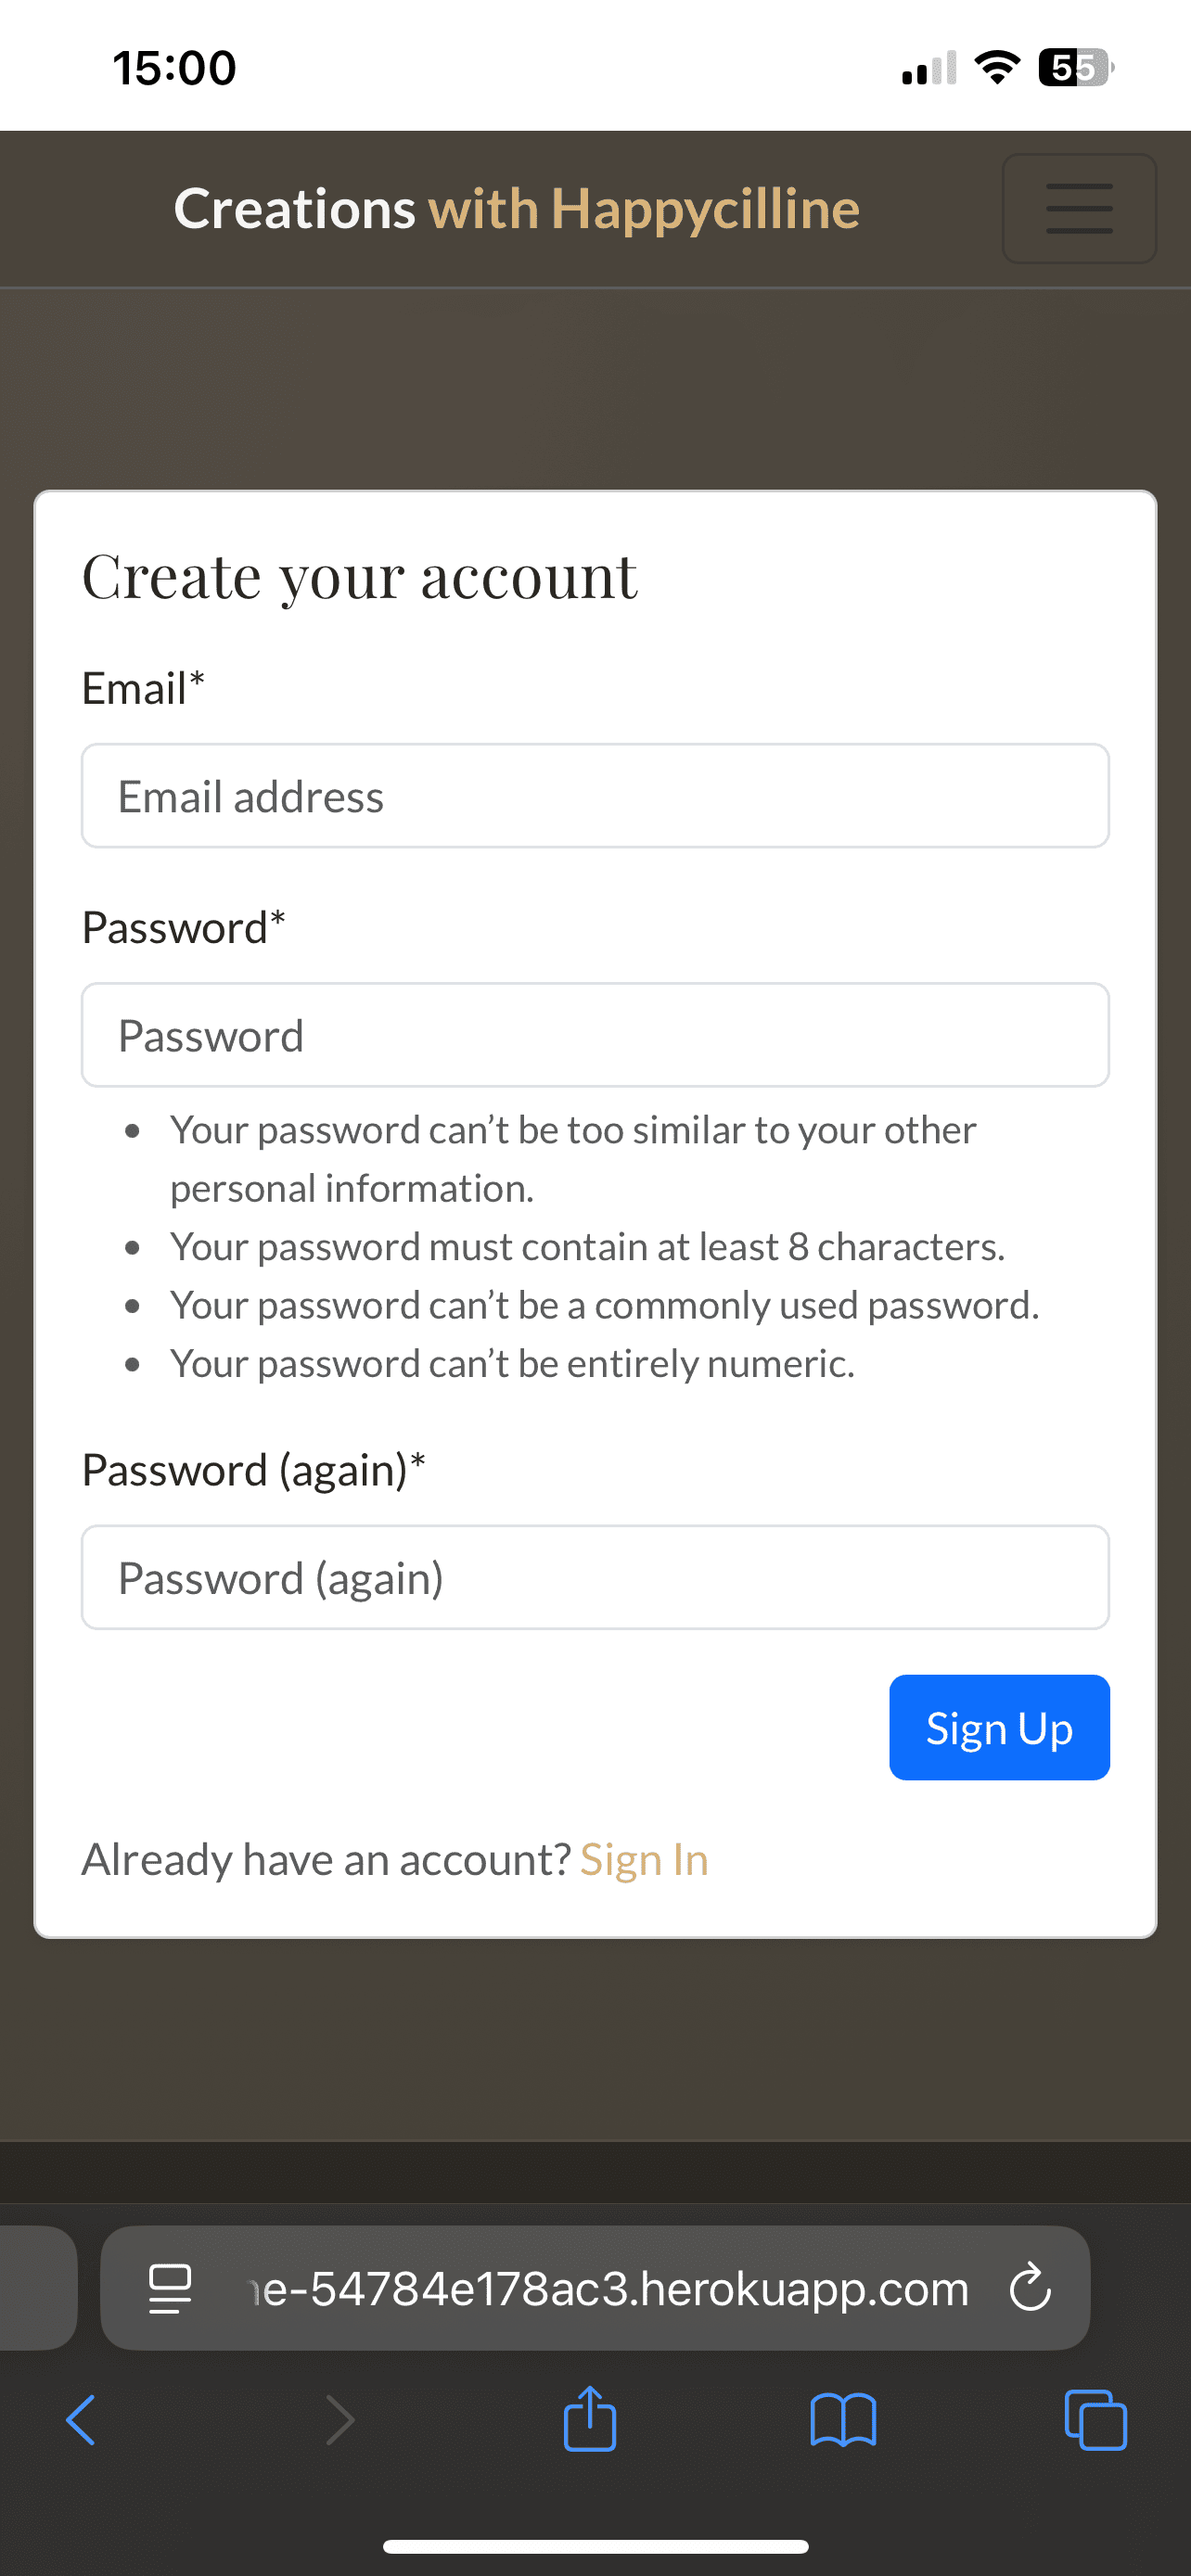 15:00
55
Creations with Happycilline
Create your account
Email*
Email address
Password*
Password
Your password can’t be too similar to your other
personal information.
Your password must contain at least 8 characters.
Your password can’t be a commonly used password.
Your password can’t be entirely numeric.
Password (again)*
Password (again)
Sign Up
Already have an account? Sign In
e-54784e178ac3.herokuapp.com